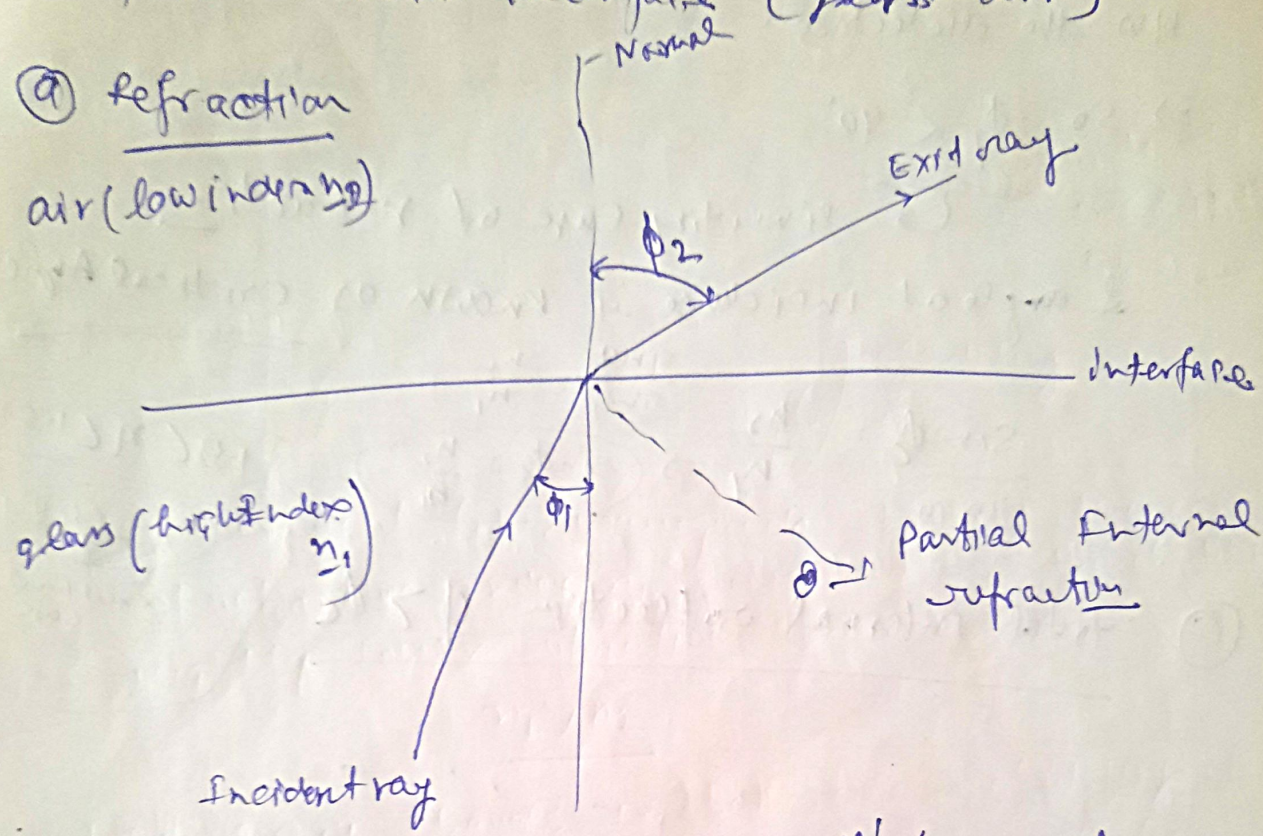 Normal
ⓐ Refraction
air (low index n2)
Exit ray
ϕ2
interface
ϕ1
glass (high Index
n1)
Partial Internal
refraction
Incident ray